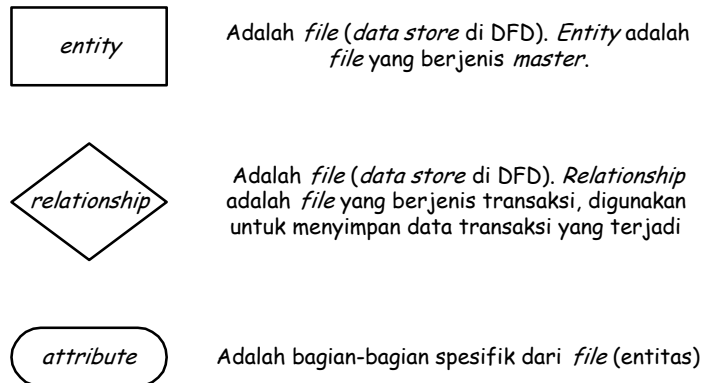 entity
Adalah file (data store di DFD). Entity adalah
file yang berjenis master.
relationship
Adalah file (data store di DFD). Relationship
adalah file yang berjenis transaksi, digunakan
untuk menyimpan data transaksi yang terjadi
attribute
Adalah bagian-bagian spesifik dari file (entitas)